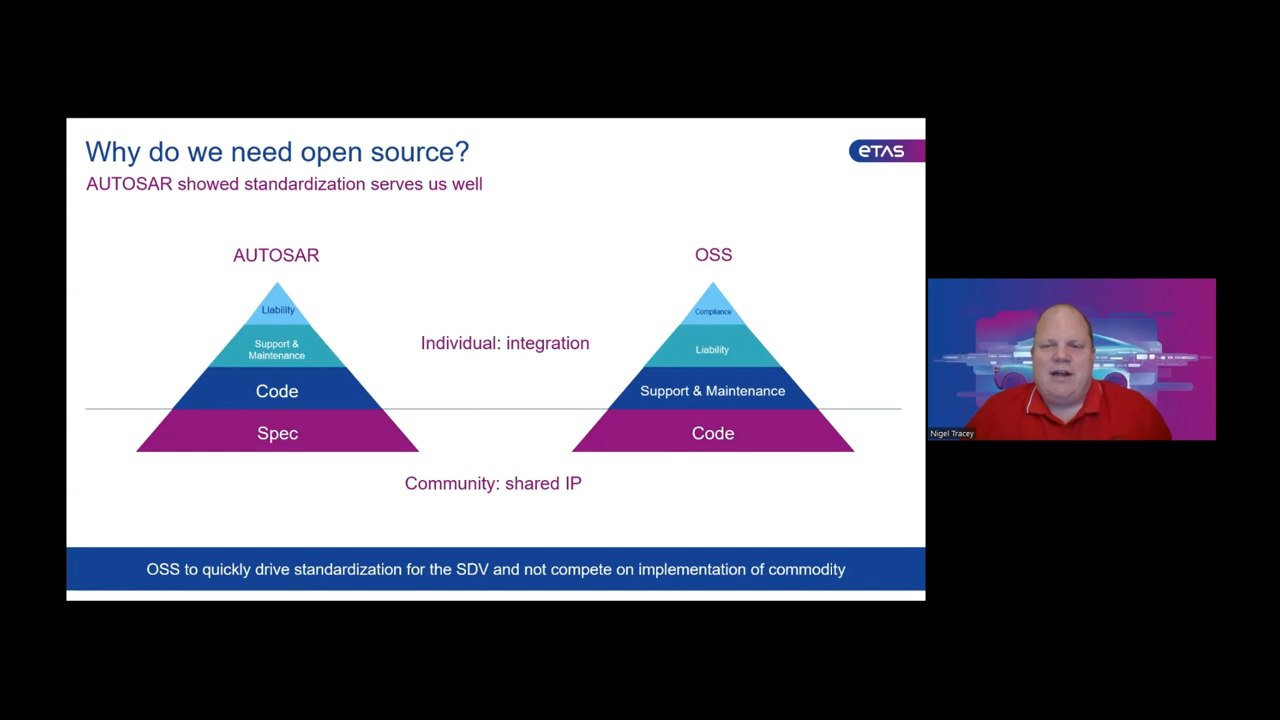 Why do we need open source?
ETAS
AUTOSAR showed standardization serves us well
AUTOSAR
OSS
Liability
Support &
Maintenance
Code
Spec
Individual: integration
Compliance
Liability
Support & Maintenance
Code
Community: shared IP
OSS to quickly drive standardization for the SDV and not compete on implementation of commodity
Nigel Tracey